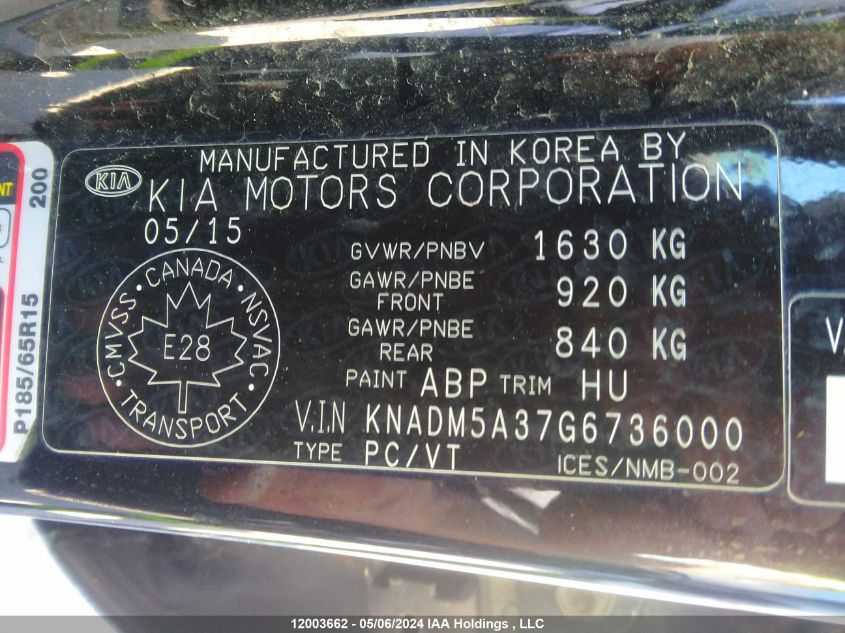 MANUFACTURED IN KOREA BY
KIA
KIA MOTORS CORPORATION
05/15
GVWR/PNBV 1630 KG
GAWR/PNBE FRONT 920 KG
GAWR/PNBE REAR 840 KG
PAINT ABP TRIM HU
V.I.N KNADM5A37G6736000
TYPE PC/VT
ICES/NMB-002
CMVSS · CANADA · NSVAC · TRANSPORT
E28
200
P185/65R15
V.
12003662 - 05/06/2024 IAA Holdings , LLC